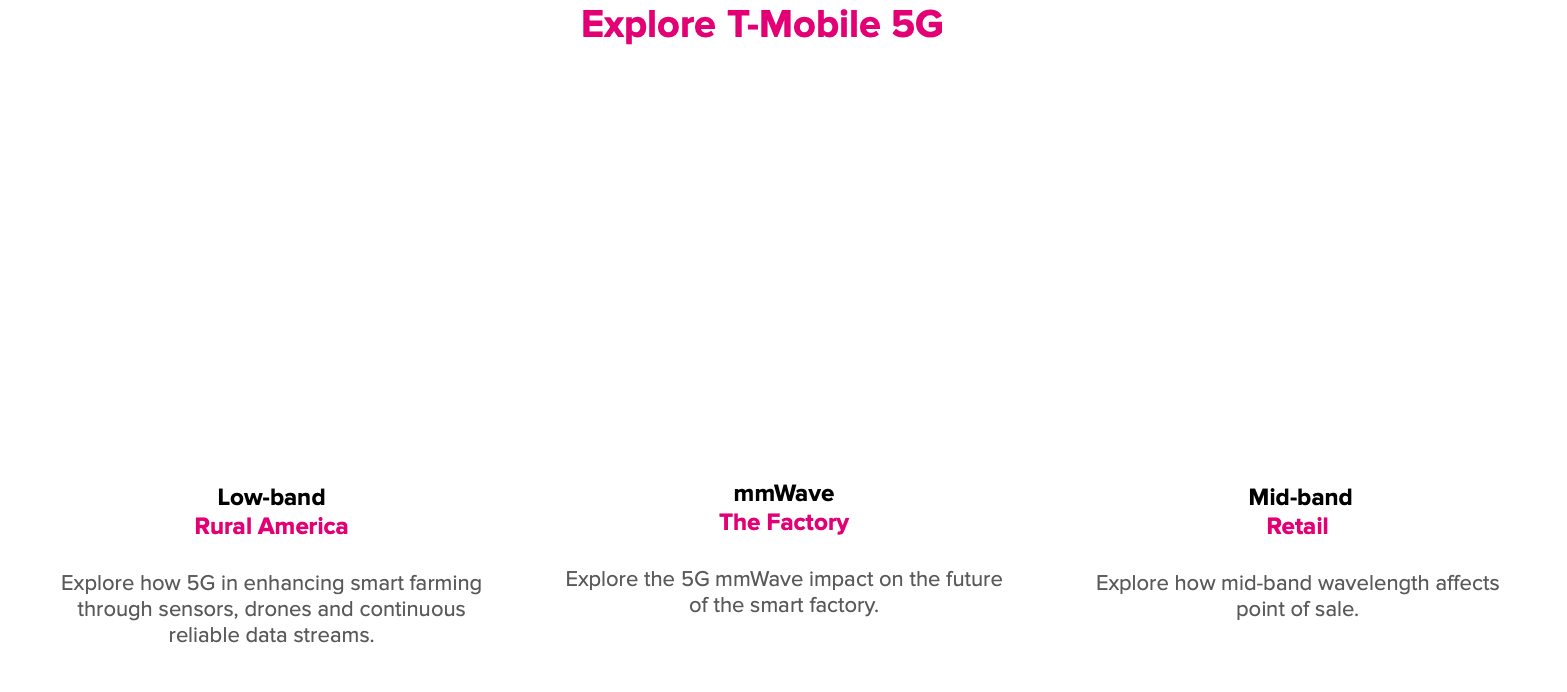 Explore T-Mobile 5G
Low-band
Rural America
Explore how 5G in enhancing smart farming
through sensors, drones and continuous
reliable data streams.
mmWave
The Factory
Explore the 5G mmWave impact on the future
of the smart factory.
Mid-band
Retail
Explore how mid-band wavelength affects
point of sale.